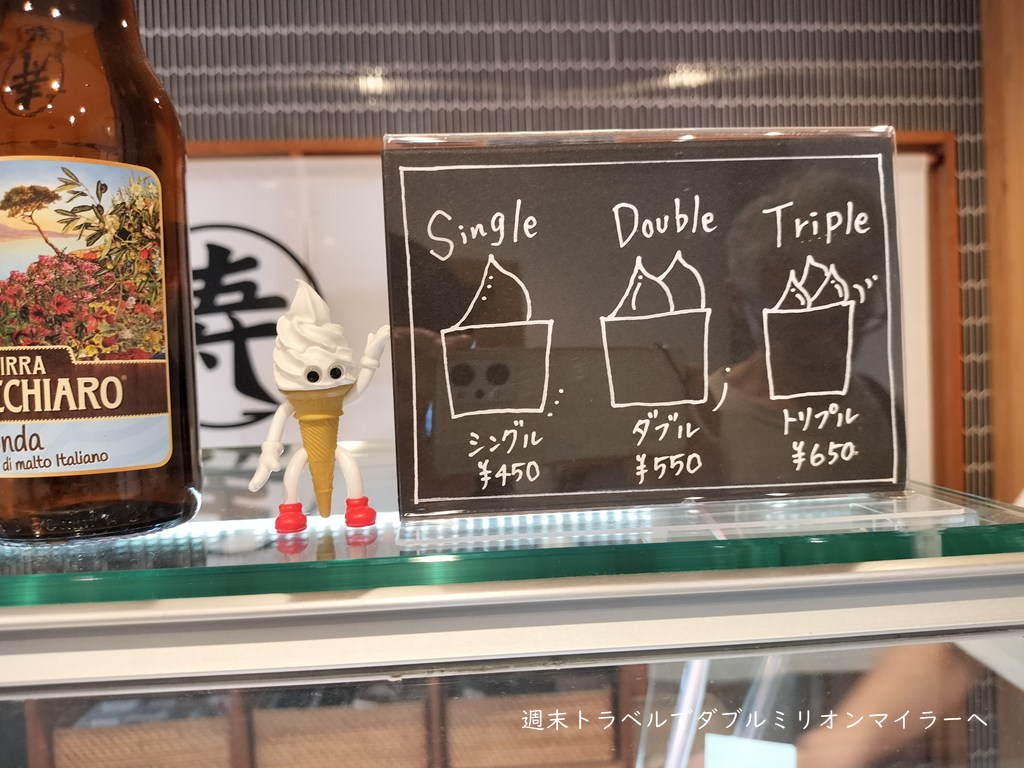 Single
シングル
¥450
Double
ダブル
¥550
Triple
トリプル
¥650
寿
IRRA
CCHIARO
nda
di malto Italiano
週末トラベルでダブルミリオンマイラーへ